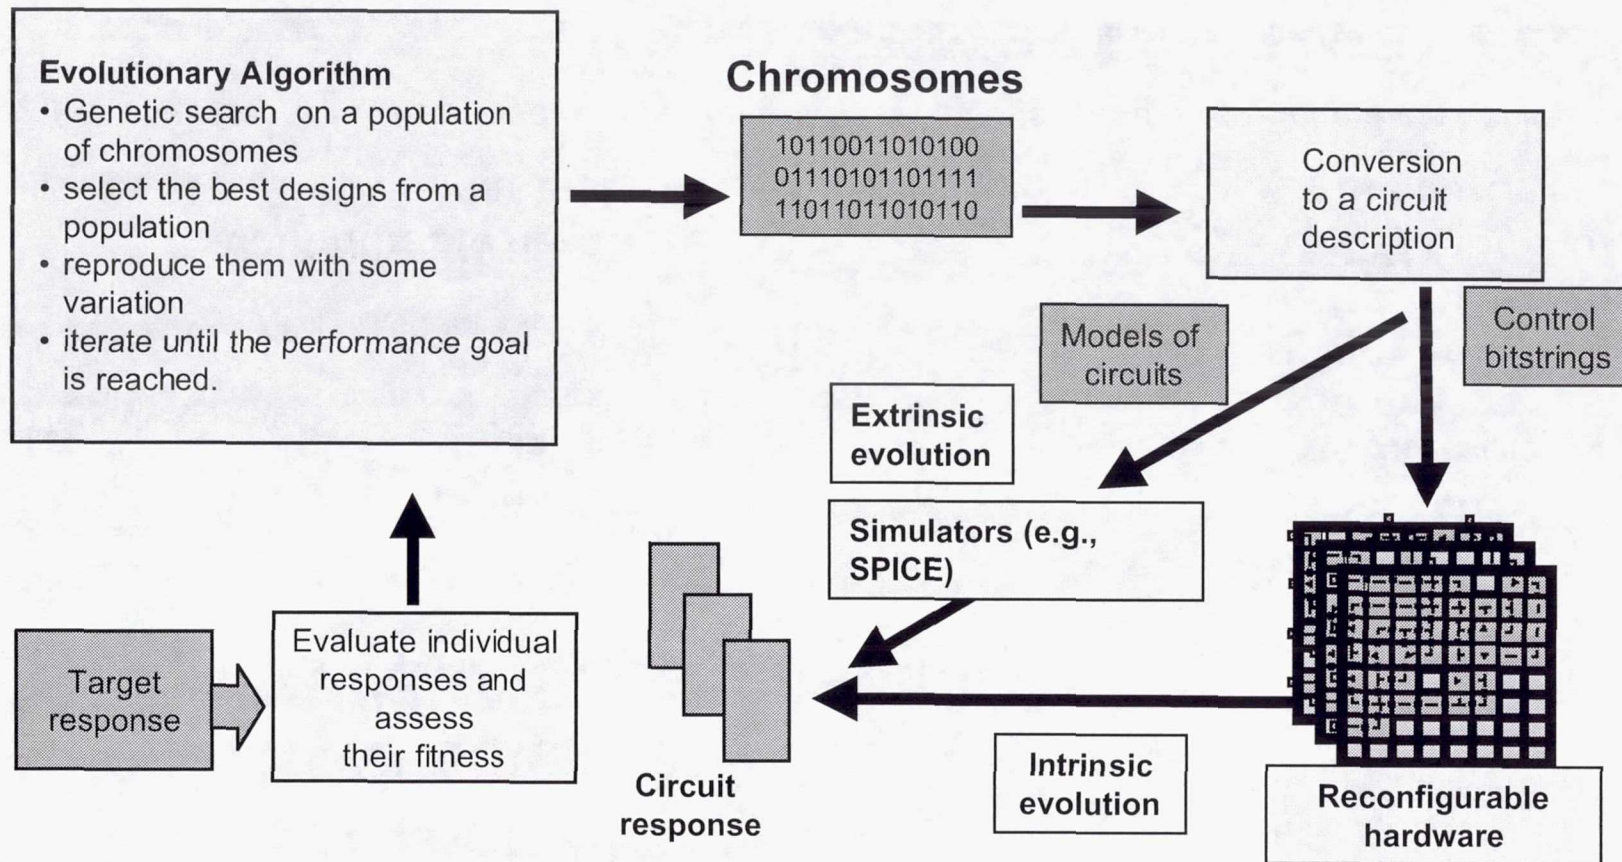 Evolutionary Algorithm
• Genetic search on a population
of chromosomes
• select the best designs from a
population
• reproduce them with some
variation
• iterate until the performance goal
is reached.
Chromosomes
10110011010100
01110101101111
11011011010110
Conversion
to a circuit
description
Models of
circuits
Control
bitstrings
Extrinsic
evolution
Simulators (e.g.,
SPICE)
Target
response
Evaluate individual
responses and
assess
their fitness
Circuit
response
Intrinsic
evolution
Reconfigurable
hardware